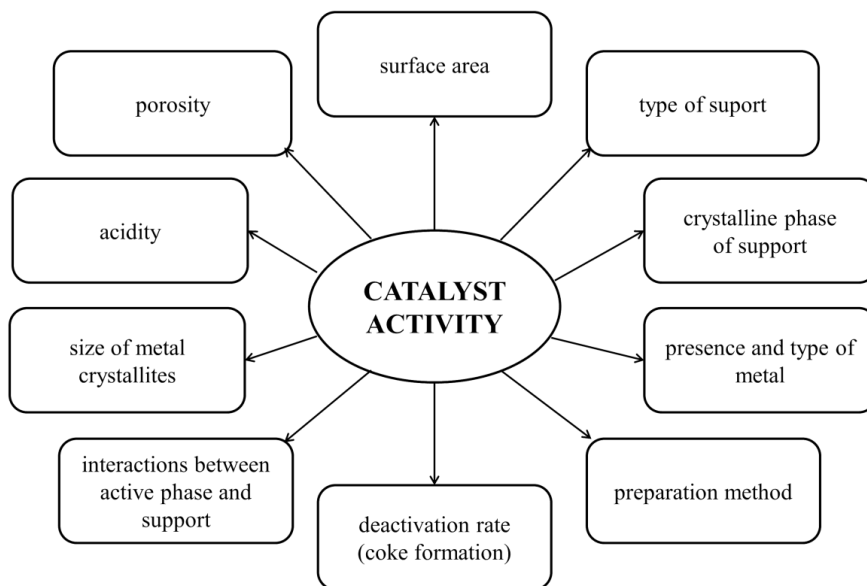 surface area
porosity
type of suport
acidity
crystalline phase
of support
CATALYST
ACTIVITY
size of metal
crystallites
presence and type of
metal
interactions between
active phase and
support
preparation method
deactivation rate
(coke formation)